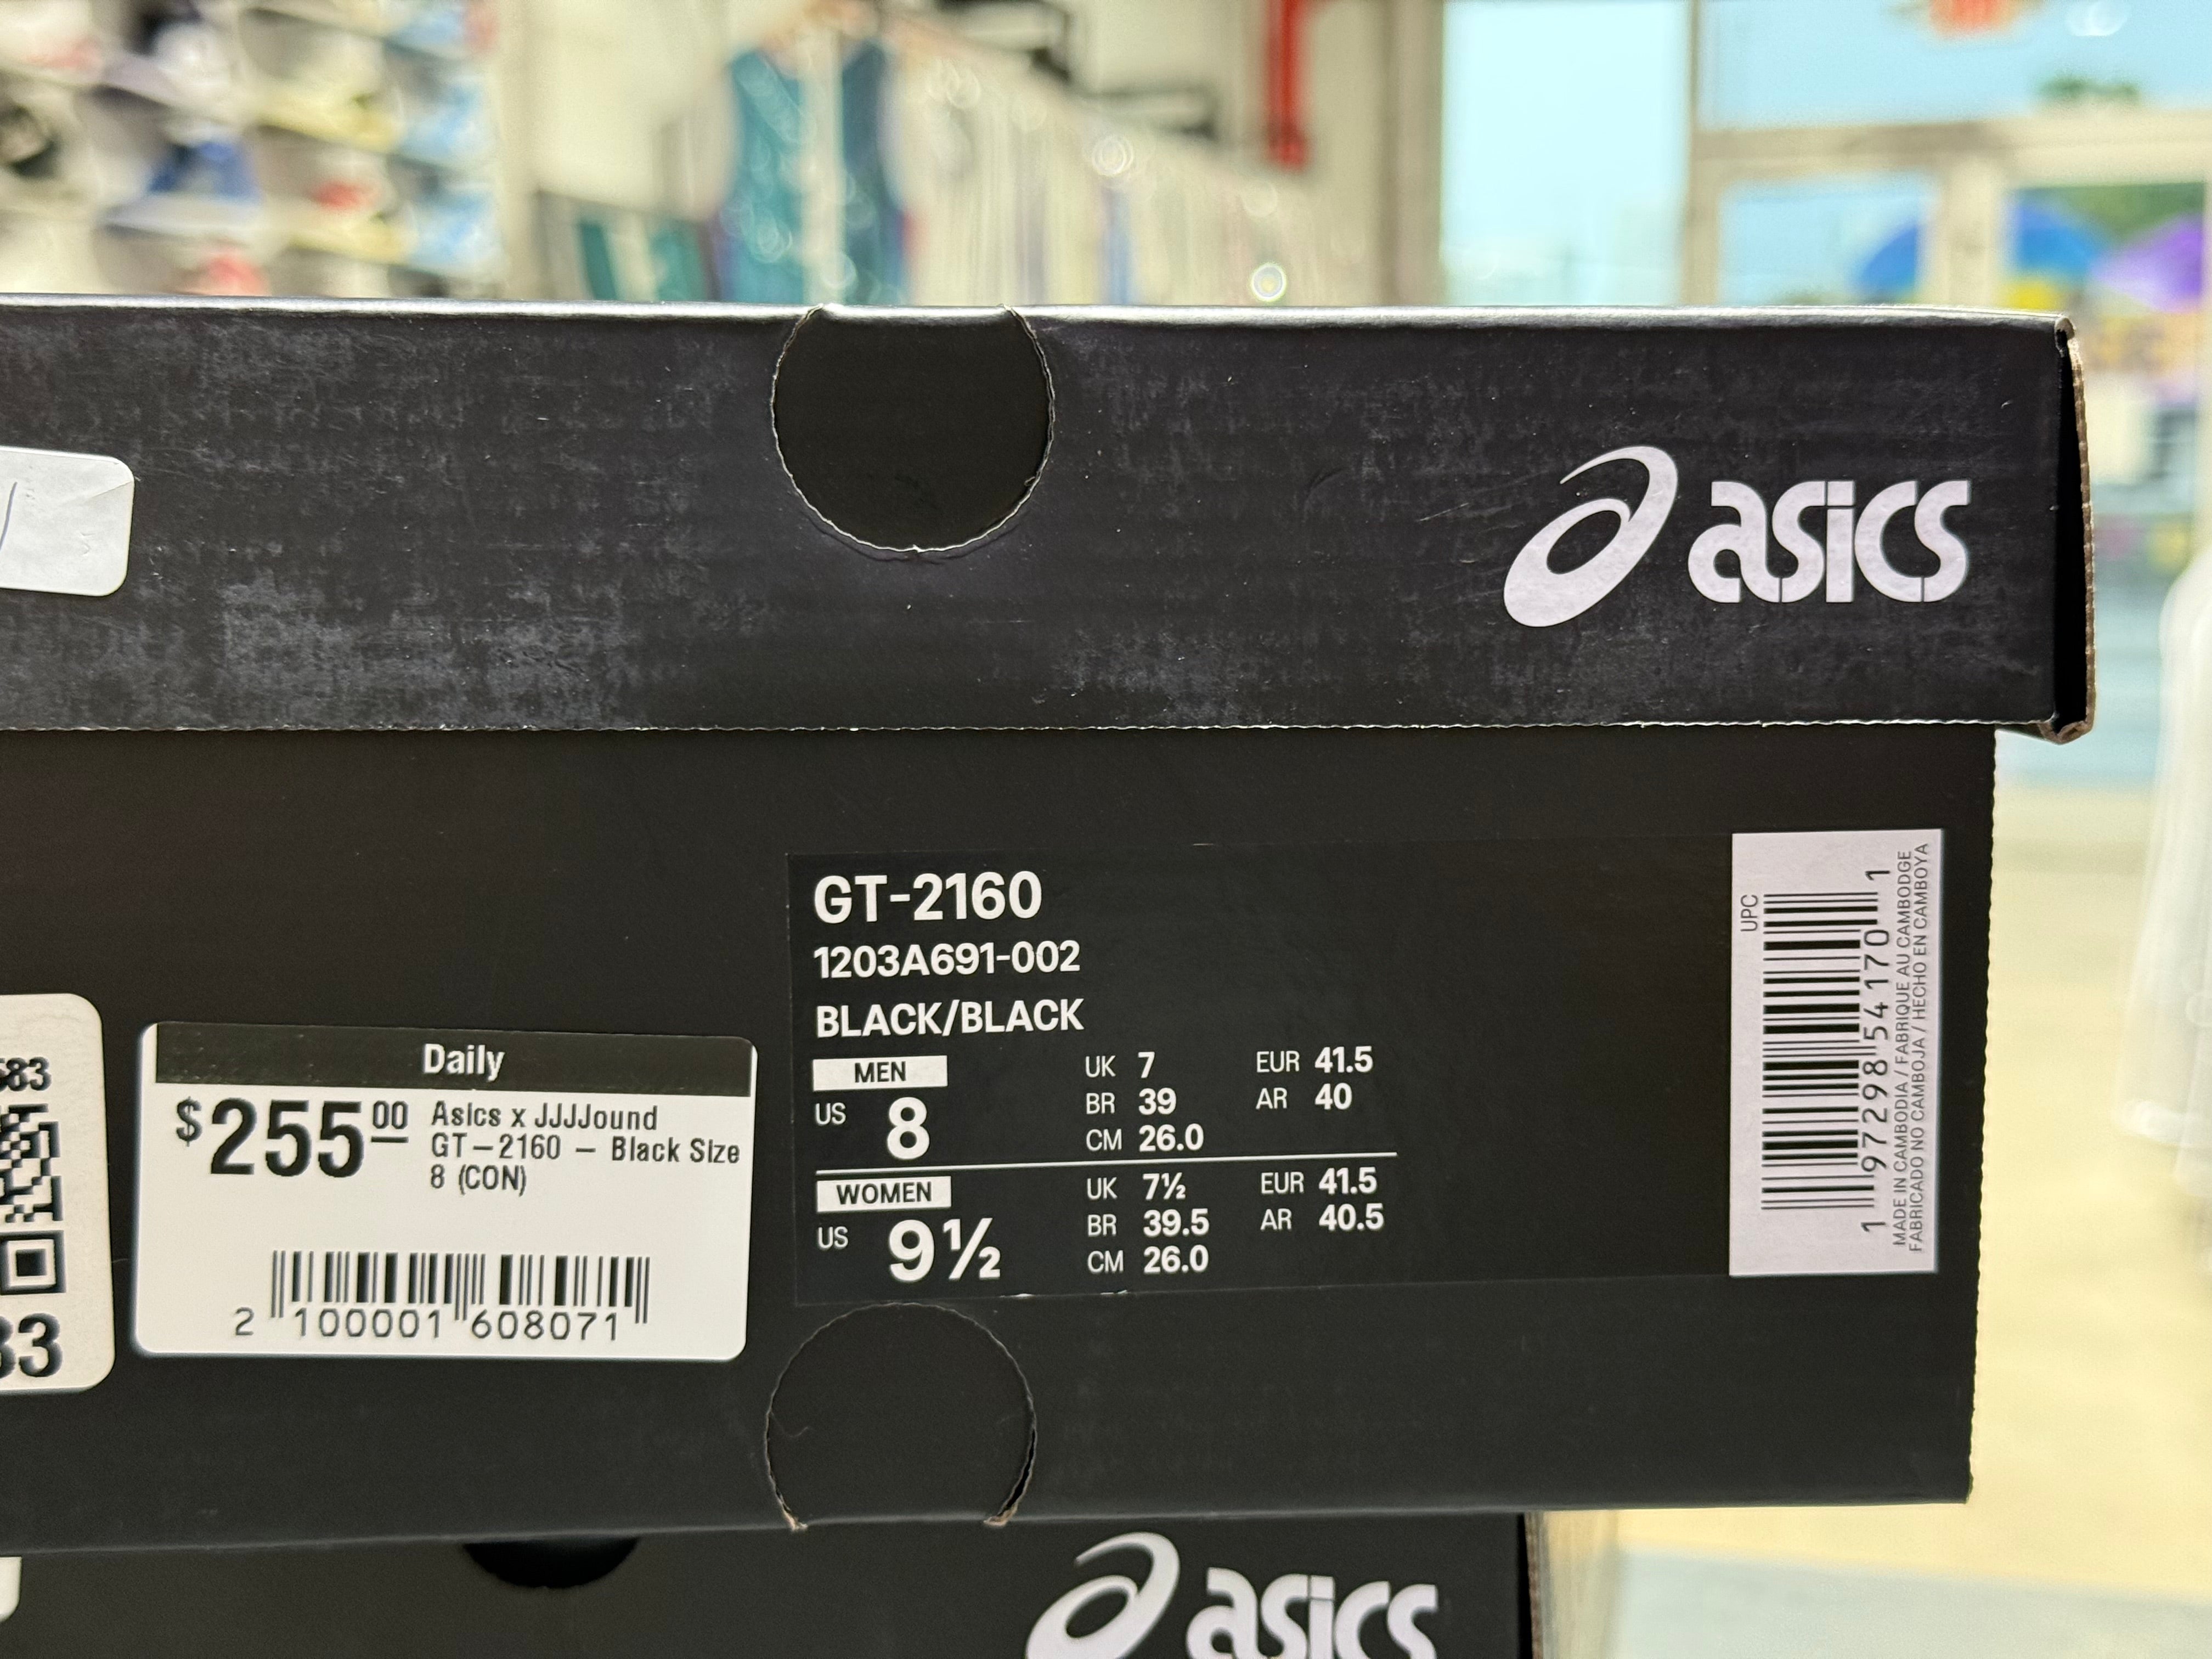 asics
GT-2160
1203A691-002
BLACK/BLACK
MEN
US 8
UK 7
BR 39
CM 26.0
EUR 41.5
AR 40
WOMEN
US 9½
UK 7½
BR 39.5
CM 26.0
EUR 41.5
AR 40.5
UPC
1 97298 54170 1
MADE IN CAMBODIA / FABRIQUE AU CAMBODGE
FABRICADO NO CAMBOJA / HECHO EN CAMBOYA
Daily
$255.00
Asics x JJJJound
GT-2160 - Black Size
8 (CON)
2 100001 608071
83
asics